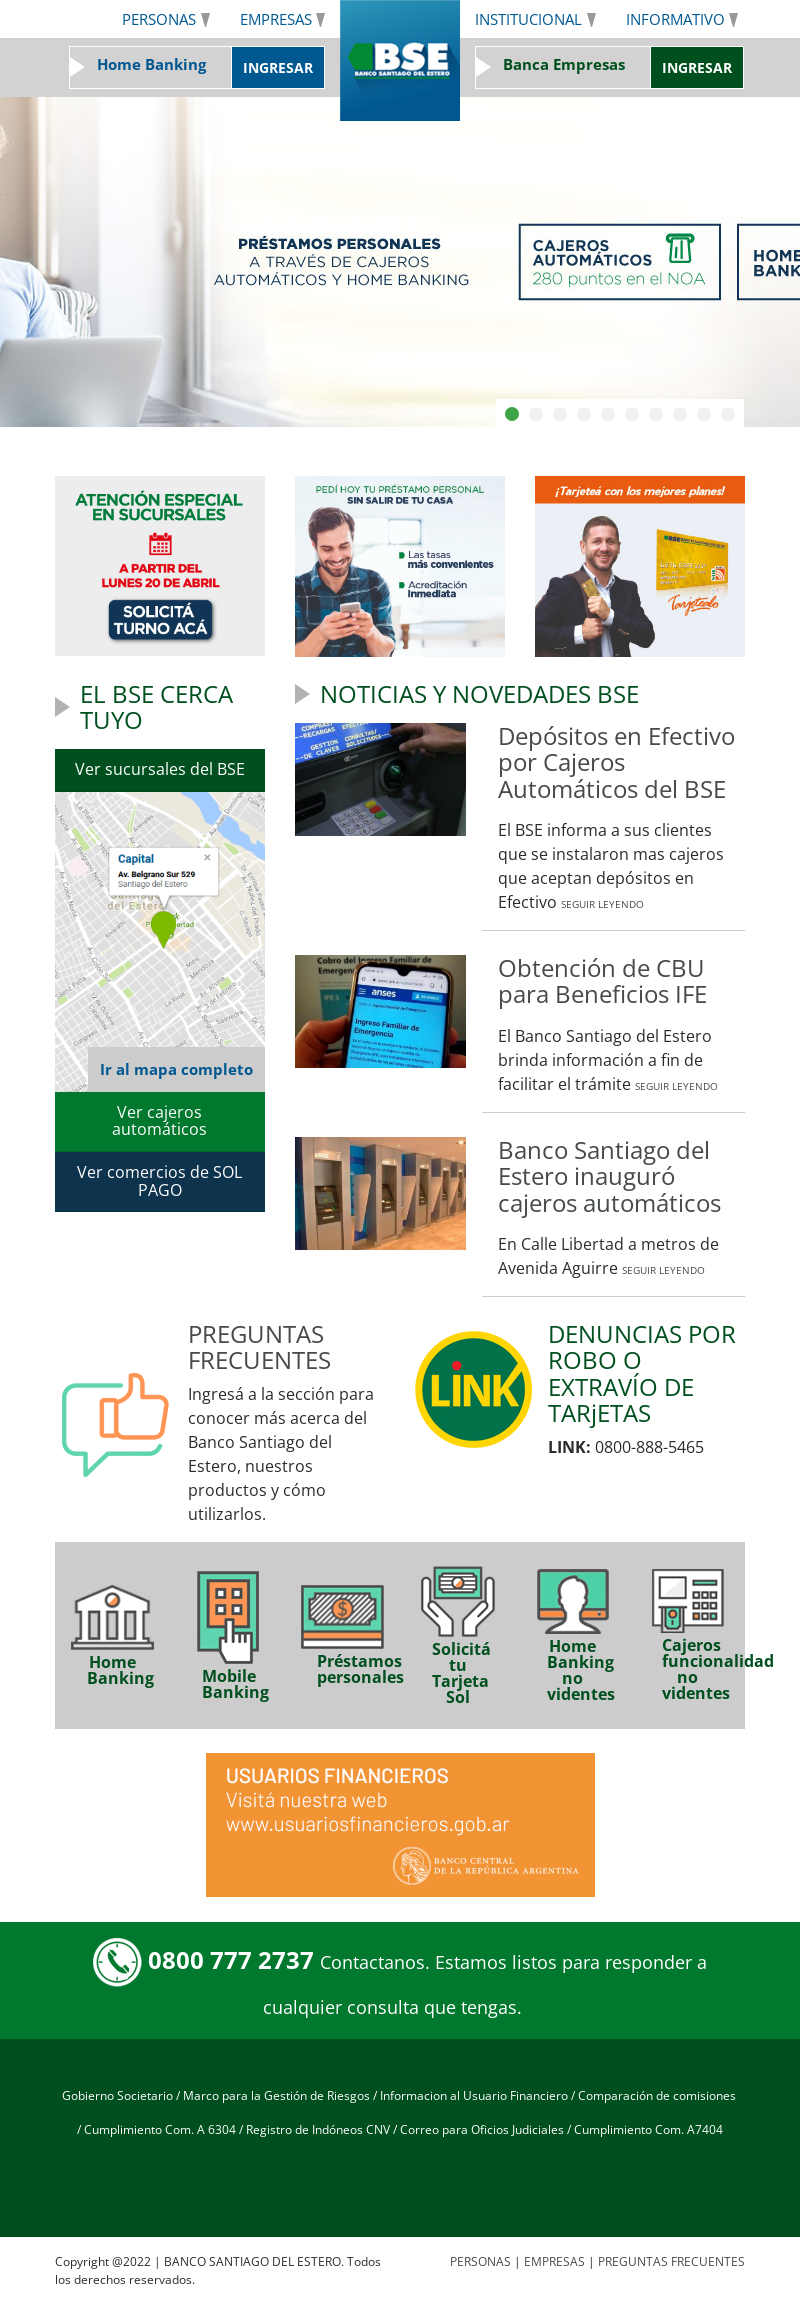 PERSONAS
EMPRESAS
INSTITUCIONAL
INFORMATIVO
Home Banking
INGRESAR
BSE
BANCO SANTIAGO DEL ESTERO
Banca Empresas
INGRESAR
PRÉSTAMOS PERSONALES
A TRAVÉS DE CAJEROS
AUTOMÁTICOS Y HOME BANKING
CAJEROS
AUTOMÁTICOS
280 puntos en el NOA
HOME
BANK
ATENCIÓN ESPECIAL
EN SUCURSALES
A PARTIR DEL
LUNES 20 DE ABRIL
SOLICITÁ
TURNO ACÁ
PEDÍ HOY TU PRÉSTAMO PERSONAL
SIN SALIR DE TU CASA
Las tasas
más convenientes
Acreditación
Inmediata
¡Tarjeteá con los mejores planes!
BSE
Tarjetealo
EL BSE CERCA
TUYO
Ver sucursales del BSE
Capital
Av. Belgrano Sur 529
Santiago del Estero
Ir al mapa completo
Ver cajeros
automáticos
Ver comercios de SOL
PAGO
NOTICIAS Y NOVEDADES BSE
Depósitos en Efectivo
por Cajeros
Automáticos del BSE
El BSE informa a sus clientes
que se instalaron mas cajeros
que aceptan depósitos en
Efectivo SEGUIR LEYENDO
anses
Ingreso Familiar de
Emergencia
Obtención de CBU
para Beneficios IFE
El Banco Santiago del Estero
brinda información a fin de
facilitar el trámite SEGUIR LEYENDO
Banco Santiago del
Estero inauguró
cajeros automáticos
En Calle Libertad a metros de
Avenida Aguirre SEGUIR LEYENDO
PREGUNTAS
FRECUENTES
Ingresá a la sección para
conocer más acerca del
Banco Santiago del
Estero, nuestros
productos y cómo
utilizarlos.
LINK
DENUNCIAS POR
ROBO O
EXTRAVÍO DE
TARjETAS
LINK: 0800-888-5465
Home
Banking
Mobile
Banking
Préstamos
personales
Solicitá
tu
Tarjeta
Sol
Home
Banking
no
videntes
Cajeros
funcionalidad
no
videntes
USUARIOS FINANCIEROS
Visitá nuestra web
www.usuariosfinancieros.gob.ar
BANCO CENTRAL
DE LA REPÚBLICA ARGENTINA
0800 777 2737 Contactanos. Estamos listos para responder a
cualquier consulta que tengas.
Gobierno Societario / Marco para la Gestión de Riesgos / Informacion al Usuario Financiero / Comparación de comisiones
/ Cumplimiento Com. A 6304 / Registro de Indóneos CNV / Correo para Oficios Judiciales / Cumplimiento Com. A7404
Copyright @2022 | BANCO SANTIAGO DEL ESTERO. Todos
los derechos reservados.
PERSONAS | EMPRESAS | PREGUNTAS FRECUENTES